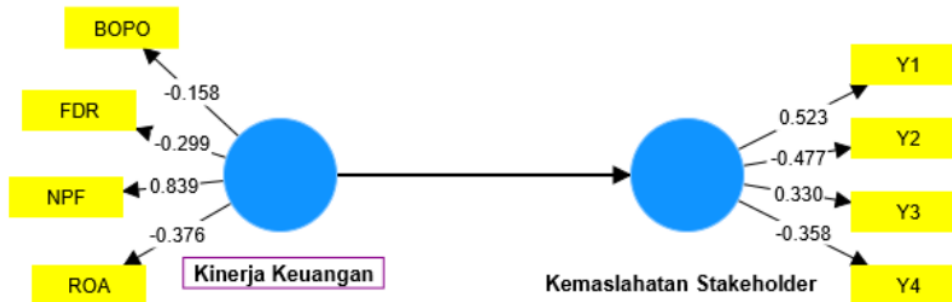 BOPO
-0.158
FDR
-0.299
NPF
0.839
-0.376
ROA
Kinerja Keuangan
Y1
0.523
Y2
-0.477
0.330
Y3
-0.358
Y4
Kemaslahatan Stakeholder